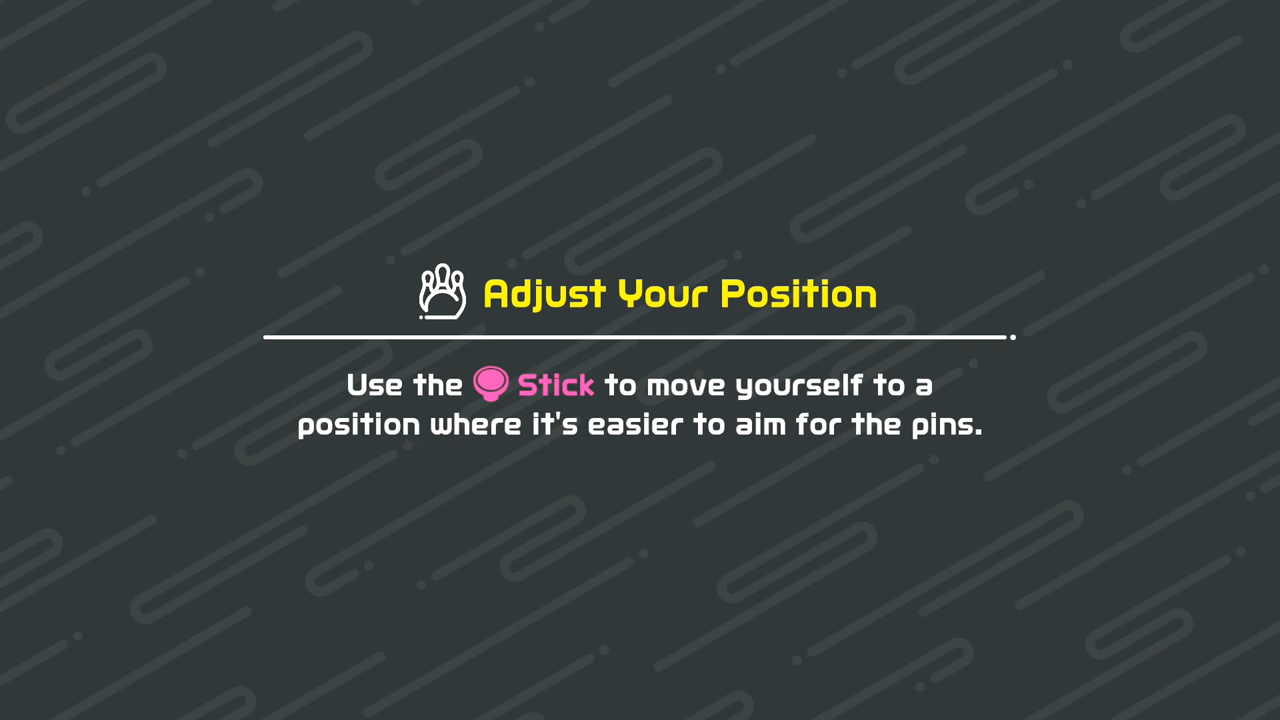 Adjust Your Position
Use the Stick to move yourself to a
position where it's easier to aim for the pins.